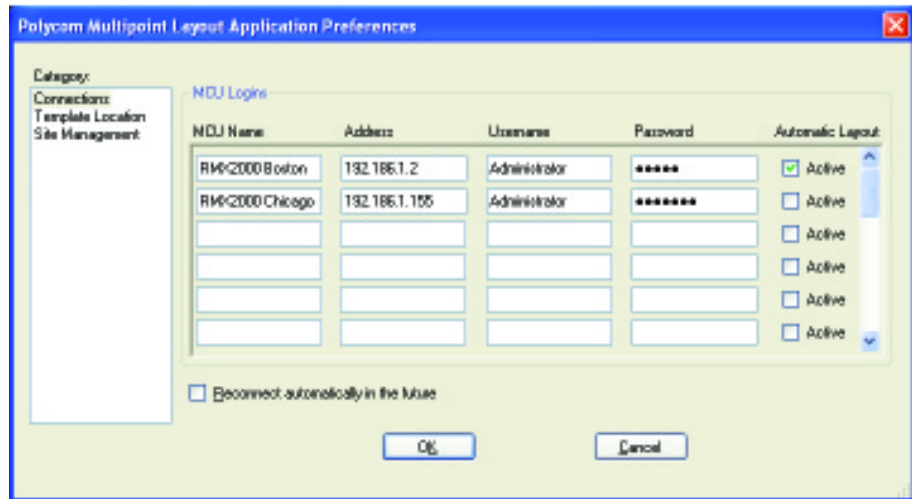 Polycom Multipoint Layout Application Preferences
Category:
Connections
Template Location
Site Management
MCU Logins
MCU Name Address Username Password Automatic Layout
RMX2000 Boston 192.186.1.2 Administrator ●●●●● Active
RMX2000 Chicago 192.186.1.155 Administrator ●●●●●●● Active
Active
Active
Active
Active
Reconnect automatically in the future
OK Cancel